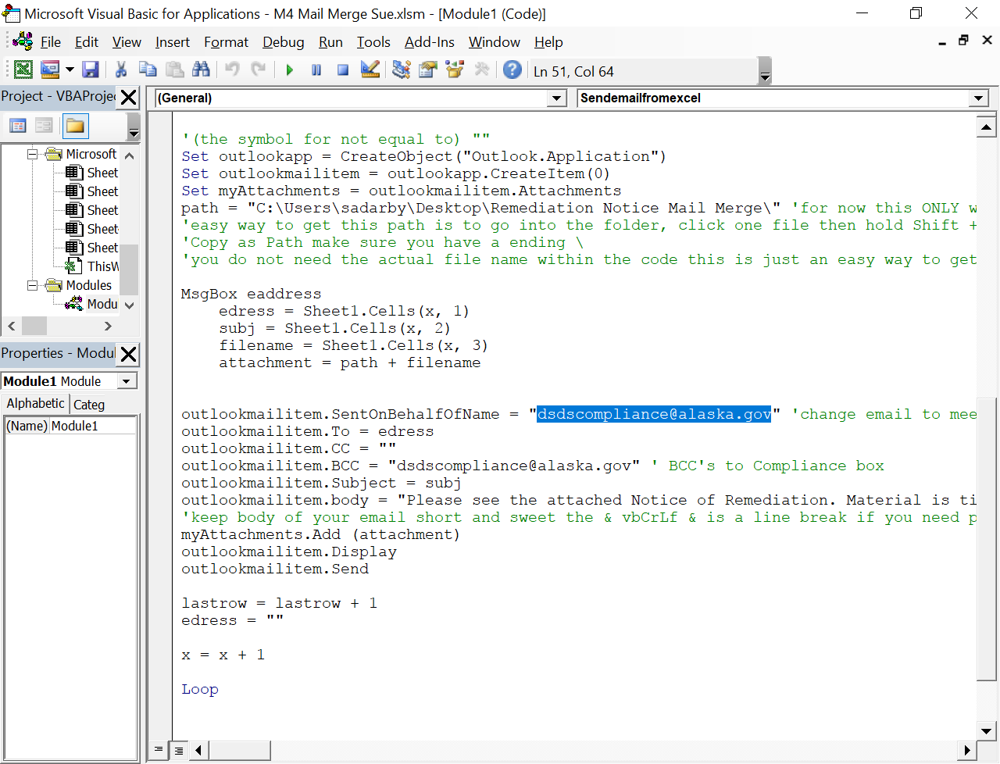 Microsoft Visual Basic for Applications - M4 Mail Merge Sue.xlsm - [Module1 (Code)]
File Edit View Insert Format Debug Run Tools Add-Ins Window Help
Ln 51, Col 64
Project - VBAProje
(General) Sendemailfromexcel
Microsoft
Sheet
Sheet
Sheet
Sheet
Sheet
ThisW
Modules
Modu
Properties - Modul
Module1 Module
Alphabetic Categ
(Name) Module1
'(the symbol for not equal to) ""
Set outlookapp = CreateObject("Outlook.Application")
Set outlookmailitem = outlookapp.CreateItem(0)
Set myAttachments = outlookmailitem.Attachments
path = "C:\Users\sadarby\Desktop\Remediation Notice Mail Merge\" 'for now this ONLY w
'easy way to get this path is to go into the folder, click one file then hold Shift +
'Copy as Path make sure you have a ending \
'you do not need the actual file name within the code this is just an easy way to get
MsgBox eaddress
edress = Sheet1.Cells(x, 1)
subj = Sheet1.Cells(x, 2)
filename = Sheet1.Cells(x, 3)
attachment = path + filename
outlookmailitem.SentOnBehalfOfName = "dsdscompliance@alaska.gov" 'change email to mee
outlookmailitem.To = edress
outlookmailitem.CC = ""
outlookmailitem.BCC = "dsdscompliance@alaska.gov" ' BCC's to Compliance box
outlookmailitem.Subject = subj
outlookmailitem.body = "Please see the attached Notice of Remediation. Material is ti
'keep body of your email short and sweet the & vbCrLf & is a line break if you need p
myAttachments.Add (attachment)
outlookmailitem.Display
outlookmailitem.Send
lastrow = lastrow + 1
edress = ""
x = x + 1
Loop